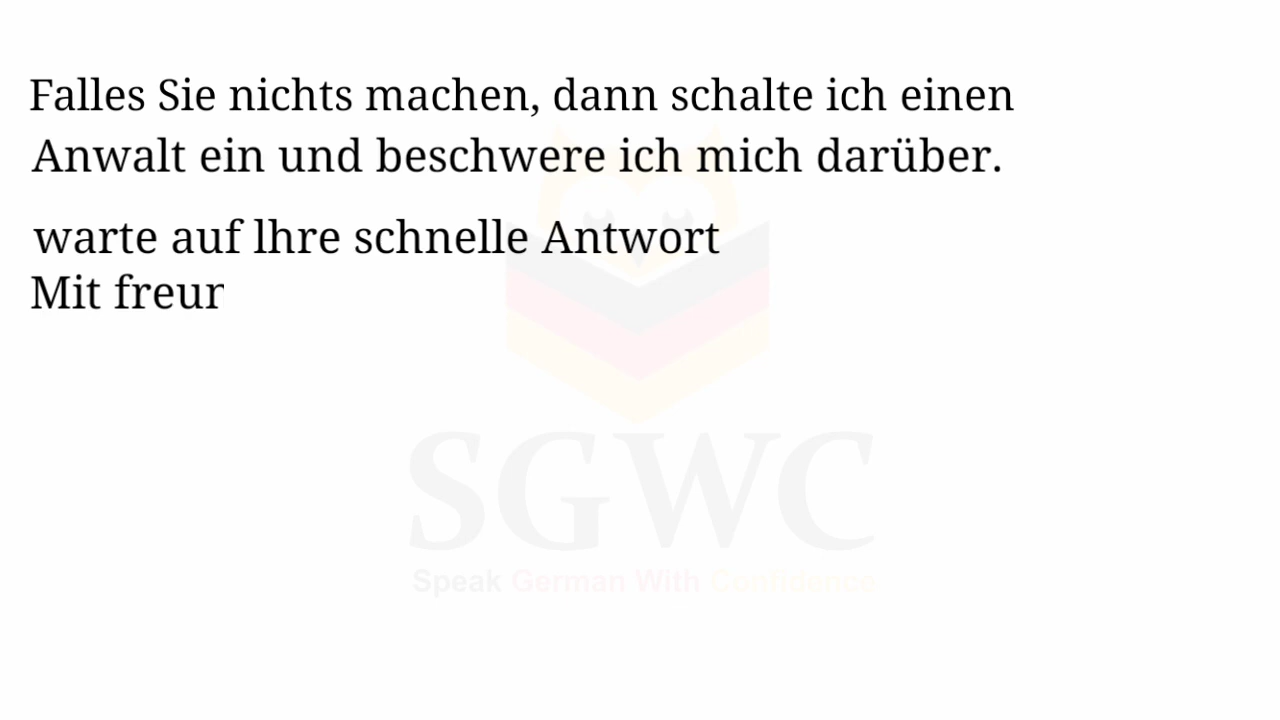 Falles Sie nichts machen, dann schalte ich einen
Anwalt ein und beschwere ich mich darüber.
warte auf lhre schnelle Antwort
Mit freur
SGWC
Speak German With Confidence